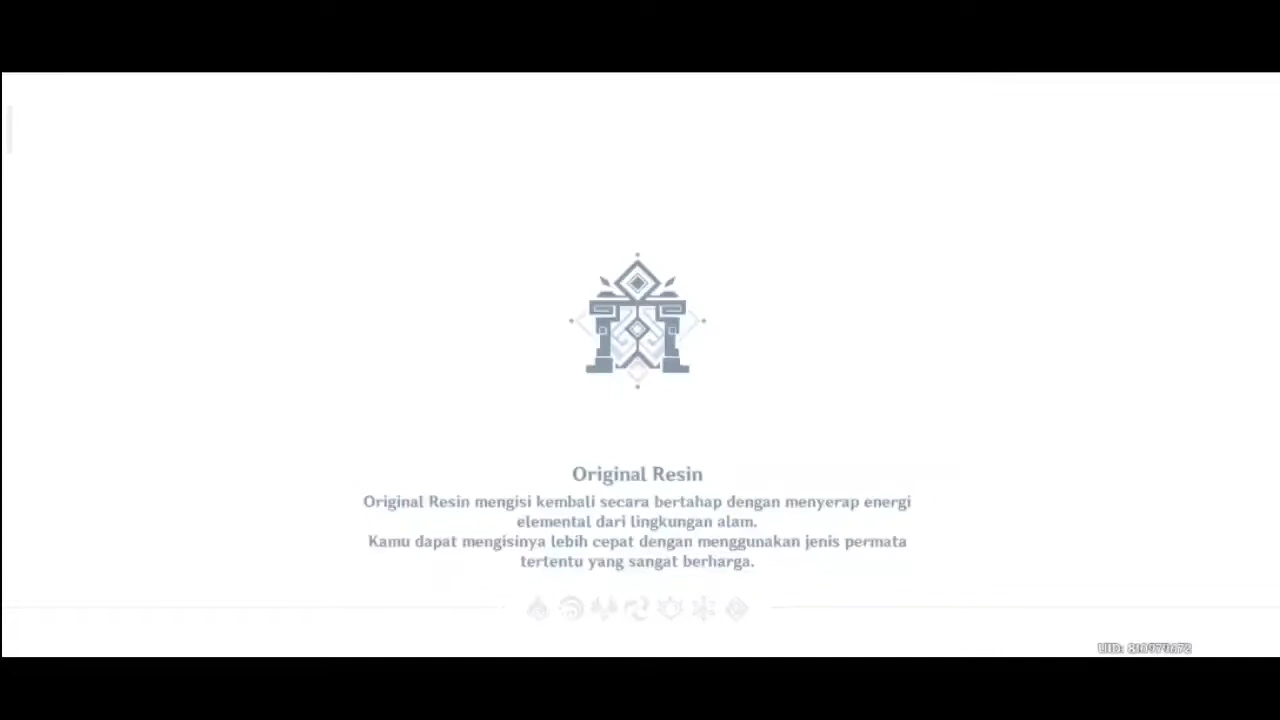 Original Resin
Original Resin mengisi kembali secara bertahap dengan menyerap energi
elemental dari lingkungan alam.
Kamu dapat mengisinya lebih cepat dengan menggunakan jenis permata
tertentu yang sangat berharga.
UID: